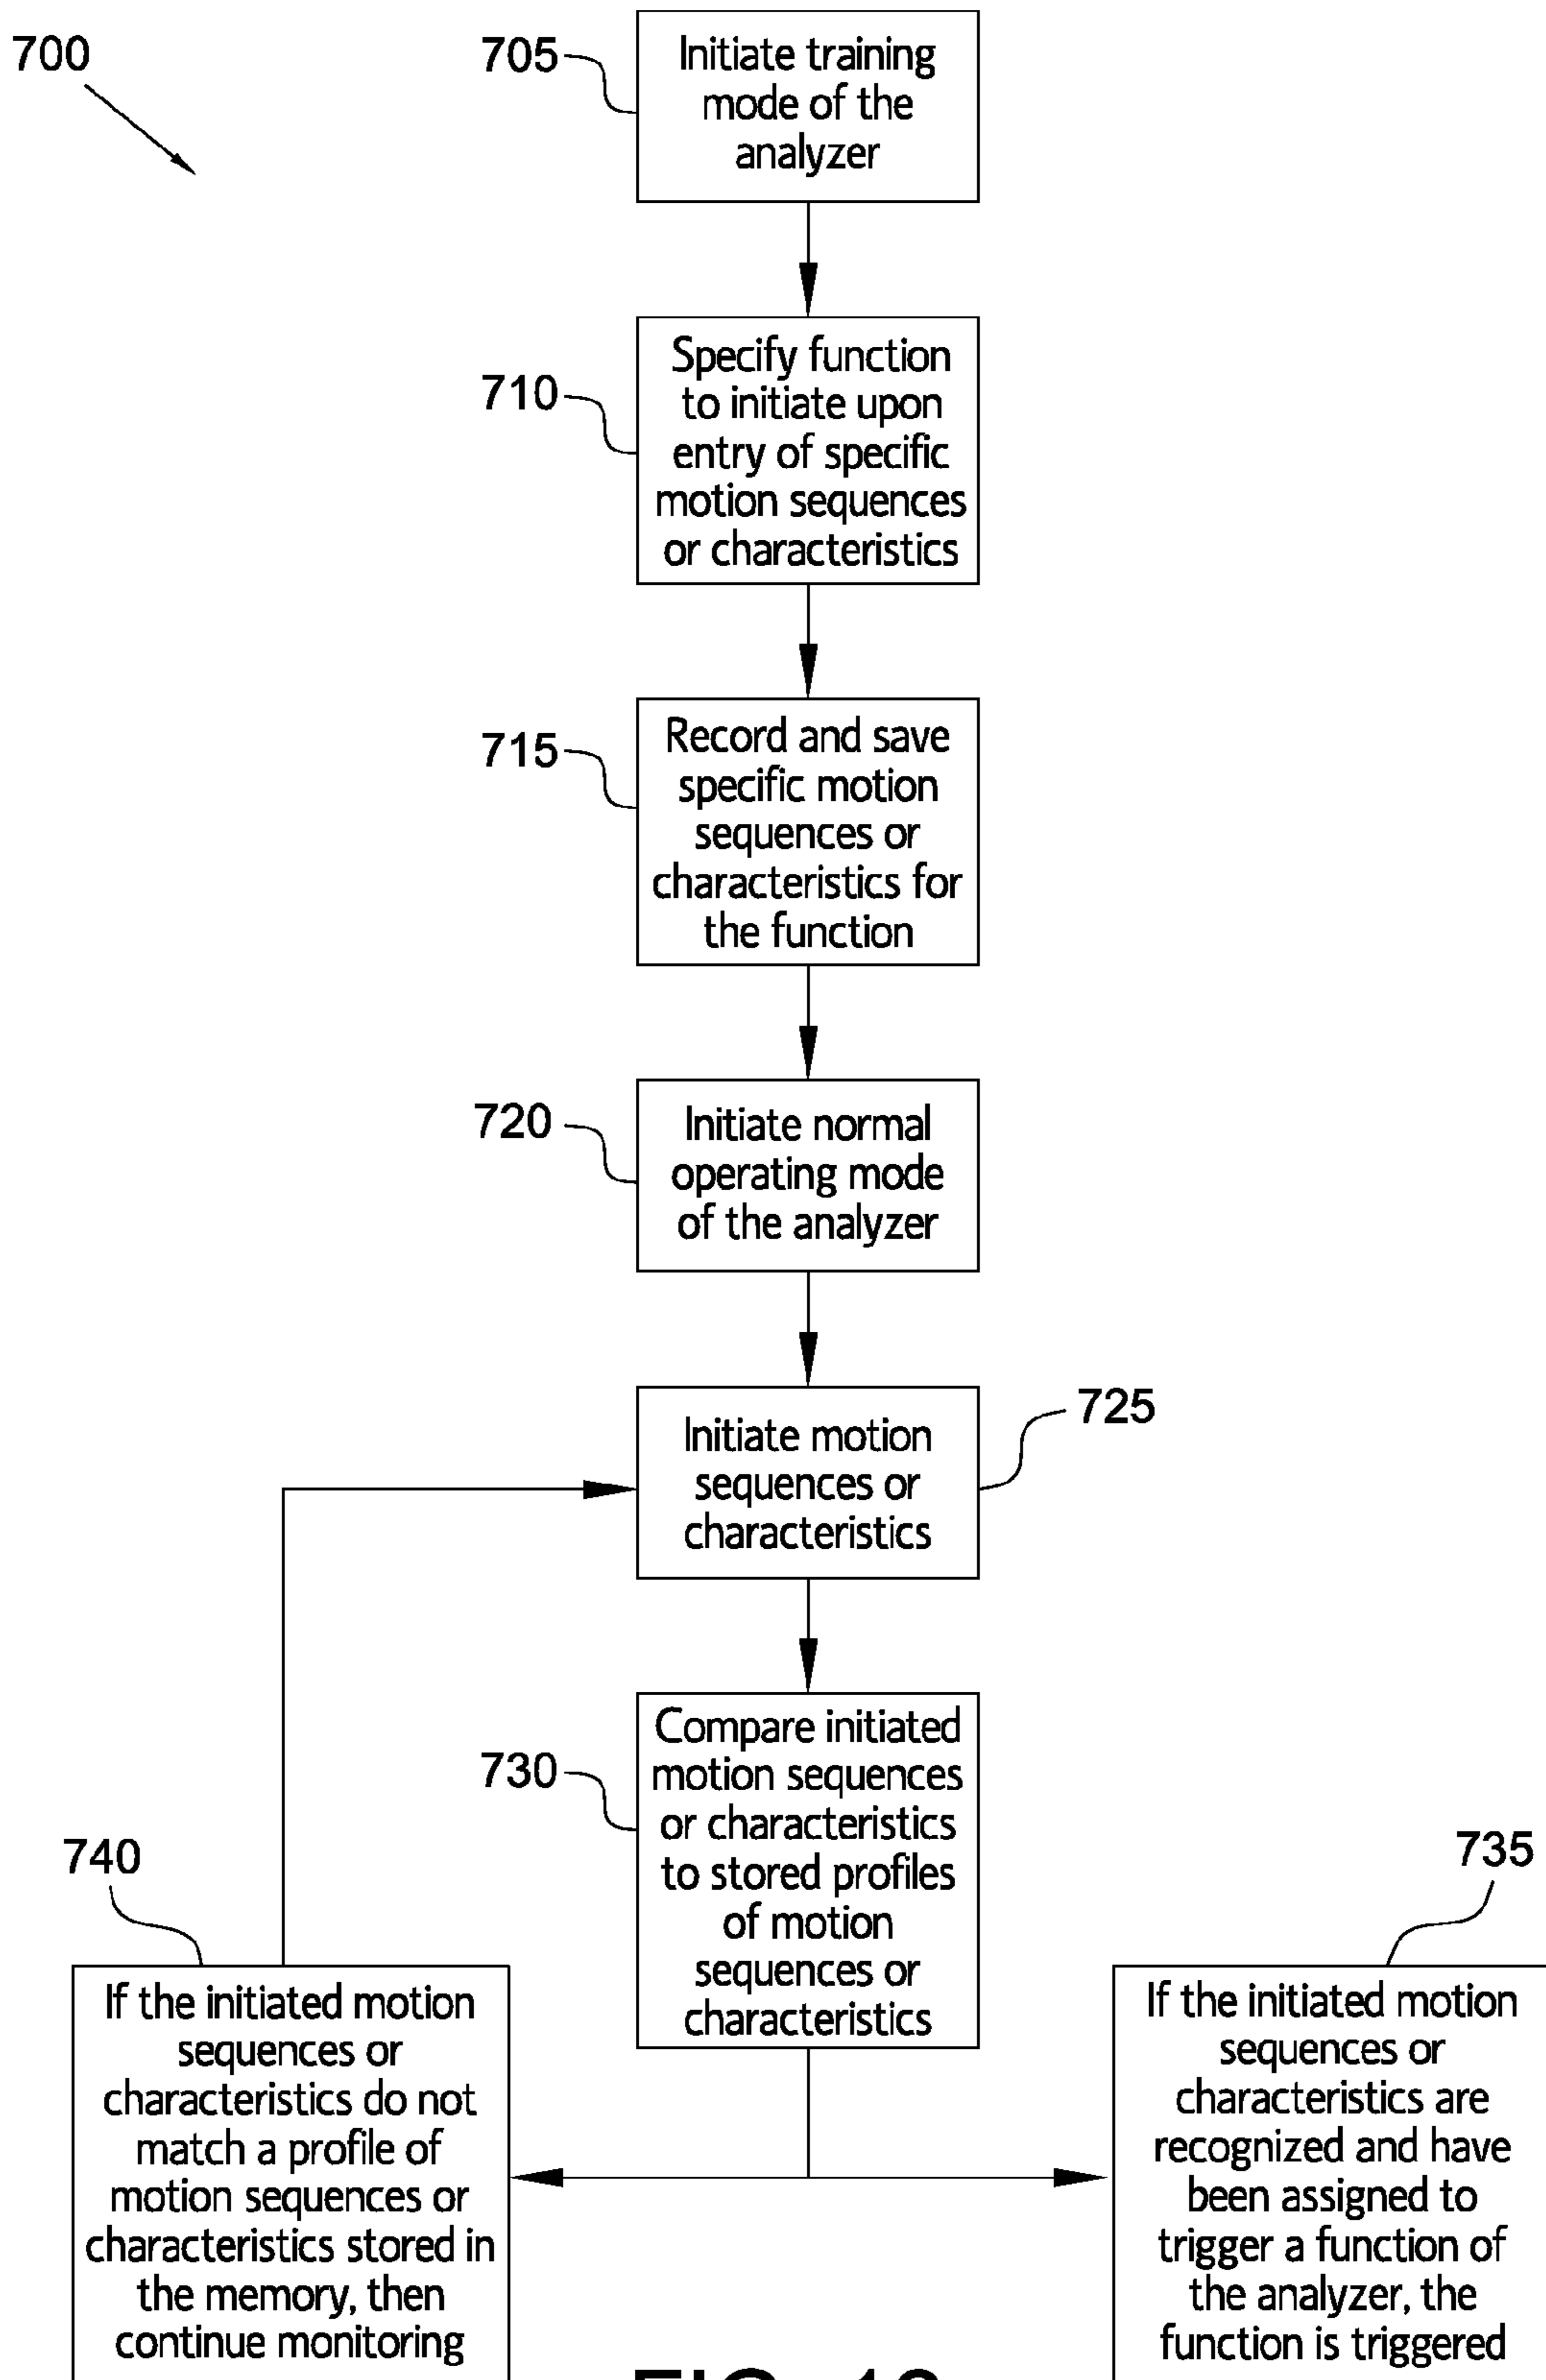 700
705
Initiate training
mode of the
analyzer
710
Specify function
to initiate upon
entry of specific
motion sequences
or characteristics
715
Record and save
specific motion
sequences or
characteristics for
the function
720
Initiate normal
operating mode
of the analyzer
725
Initiate motion
sequences or
characteristics
730
Compare initiated
motion sequences
or characteristics
to stored profiles
of motion
sequences or
characteristics
740
If the initiated motion
sequences or
characteristics do not
match a profile of
motion sequences or
characteristics stored in
the memory, then
continue monitoring
735
If the initiated motion
sequences or
characteristics are
recognized and have
been assigned to
trigger a function of
the analyzer, the
function is triggered